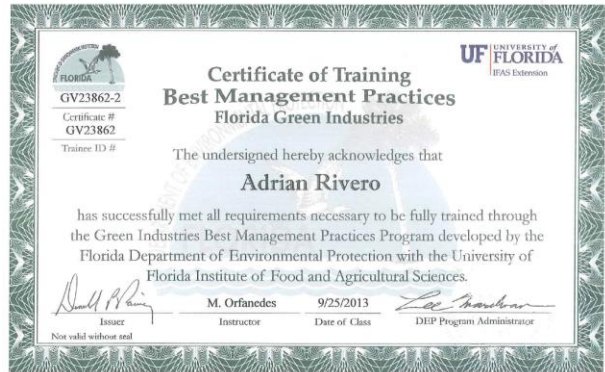 FLORIDA
GV23862-2
Certificate #
GV23862
Trainee ID #
UF UNIVERSITY of
FLORIDA
IFAS Extension
Certificate of Training
Best Management Practices
Florida Green Industries
The undersigned hereby acknowledges that
Adrian Rivero
has successfully met all requirements necessary to be fully trained through
the Green Industries Best Management Practices Program developed by the
Florida Department of Environmental Protection with the University of
Florida Institute of Food and Agricultural Sciences.
M. Orfanedes
9/25/2013
Issuer
Instructor
Date of Class
DEP Program Administrator
Not valid without seal